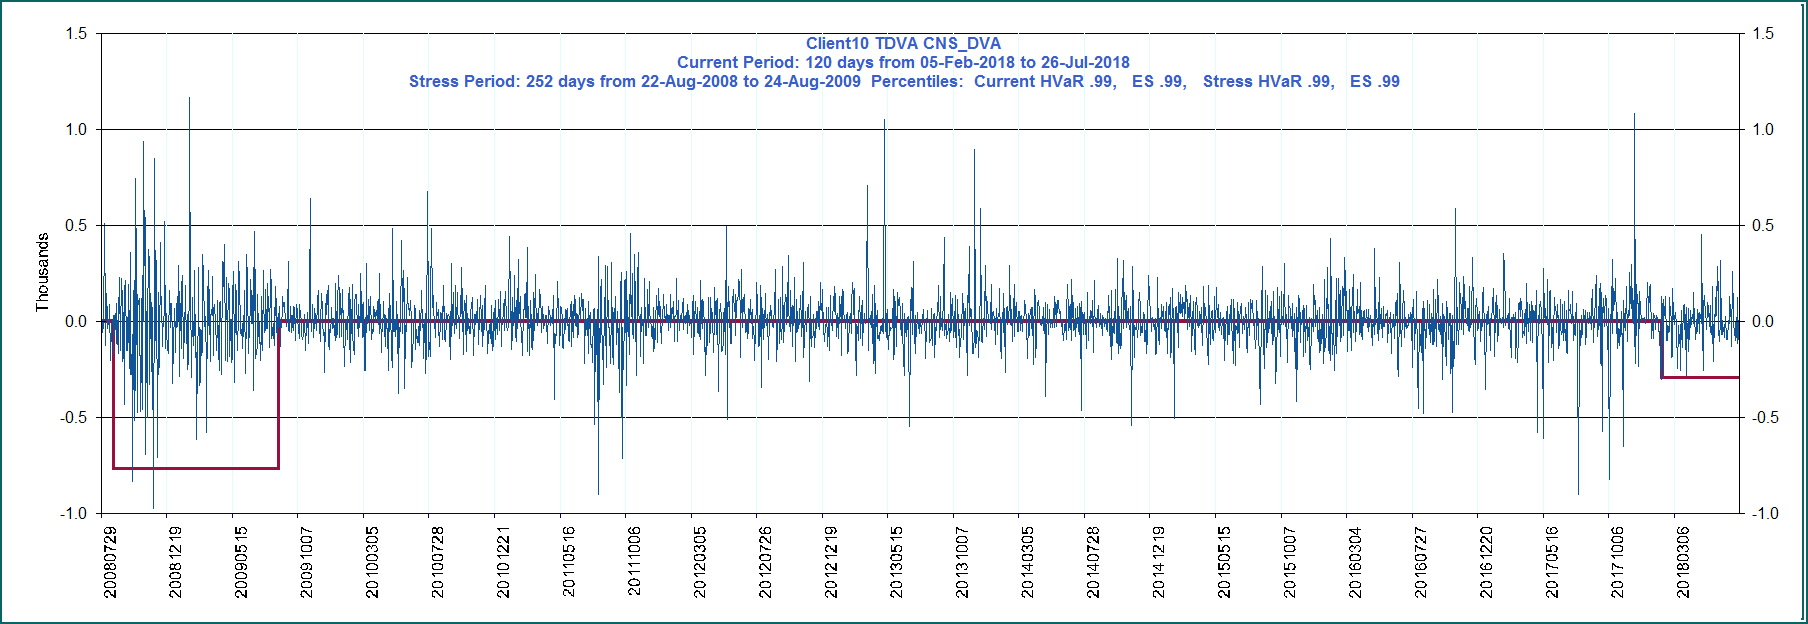 Client10 TDVA CNS_DVA
Current Period: 120 days from 05-Feb-2018 to 26-Jul-2018
Stress Period: 252 days from 22-Aug-2008 to 24-Aug-2009  Percentiles:  Current HVaR .99,   ES .99,   Stress HVaR .99,   ES .99
1.5 1.5
1.0 1.0
0.5 0.5
0.0 0.0
-0.5 -0.5
-1.0 -1.0
Thousands
20080729 20081219 20090515 20091007 20100305 20100728 20101221 20110516 20111006 20120305 20120726 20121219 20130515 20131007 20140305 20140728 20141219 20150515 20151007 20160304 20160727 20161220 20170516 20171006 20180306